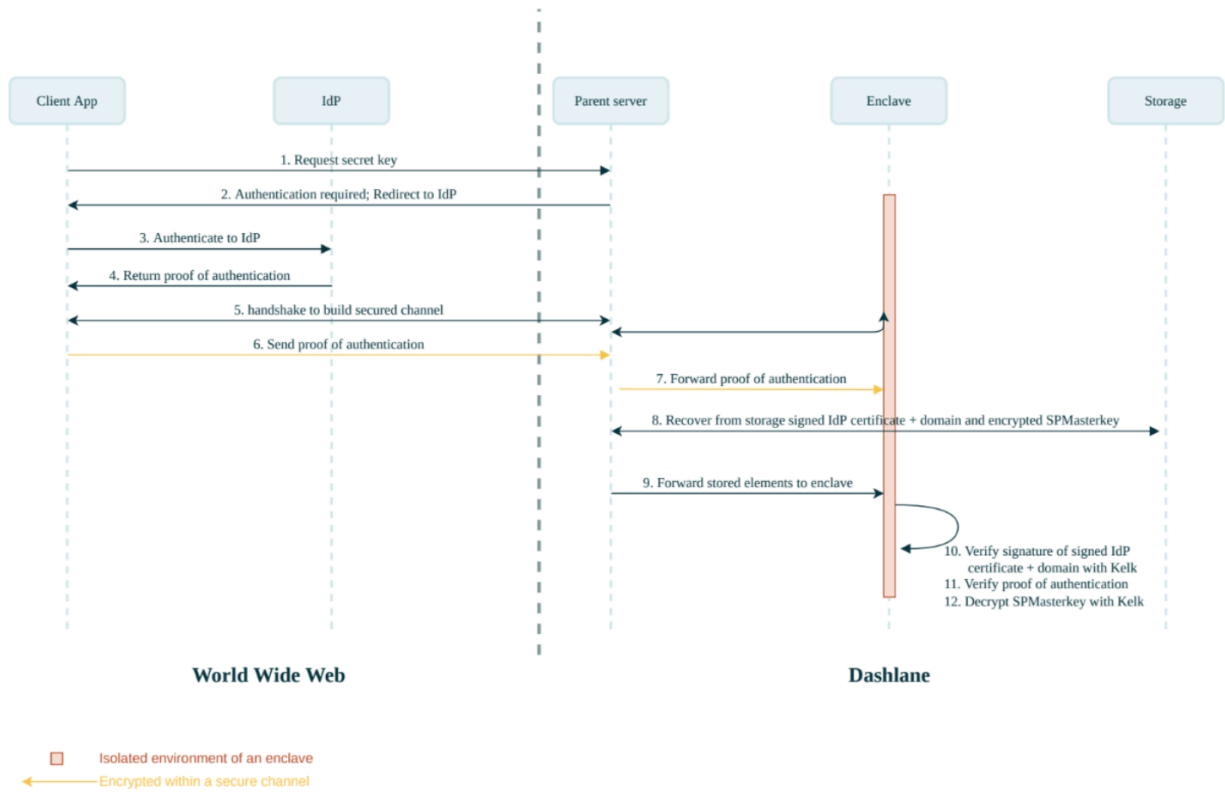 Client App
IdP
Parent server
Enclave
Storage
1. Request secret key
2. Authentication required; Redirect to IdP
3. Authenticate to IdP
4. Return proof of authentication
5. handshake to build secured channel
6. Send proof of authentication
7. Forward proof of authentication
8. Recover from storage signed IdP certificate + domain and encrypted SPMasterkey
9. Forward stored elements to enclave
10. Verify signature of signed IdP
certificate + domain with Kelk
11. Verify proof of authentication
12. Decrypt SPMasterkey with Kelk
World Wide Web
Dashlane
Isolated environment of an enclave
Encrypted within a secure channel